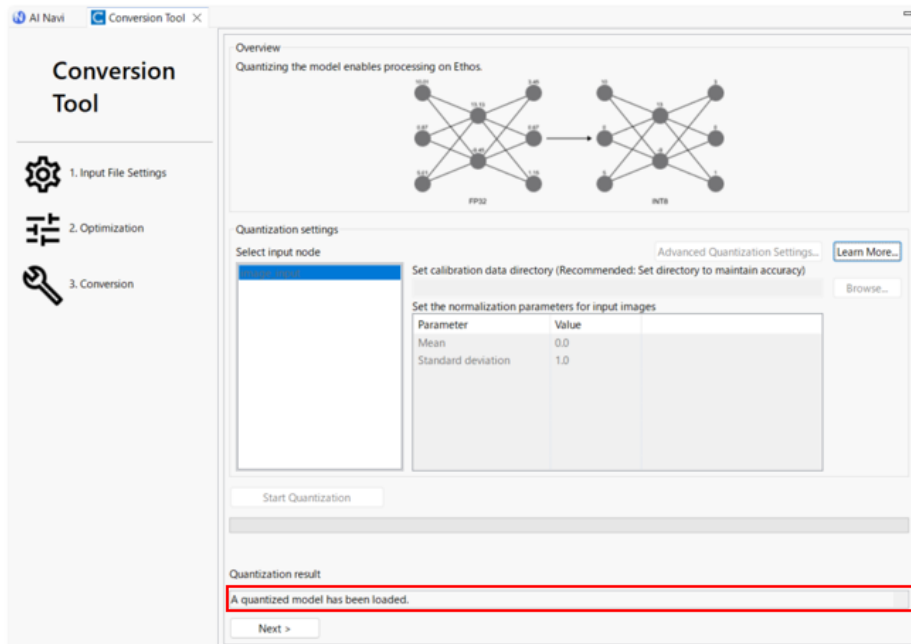 AI Navi
Conversion Tool
Conversion
Tool
1. Input File Settings
2. Optimization
3. Conversion
Overview
Quantizing the model enables processing on Ethos.
FP32
INT8
Quantization settings
Select input node
Advanced Quantization Settings...
Learn More...
Set calibration data directory (Recommended: Set directory to maintain accuracy)
Browse...
Set the normalization parameters for input images
Parameter Value
Mean 0.0
Standard deviation 1.0
Start Quantization
Quantization result
A quantized model has been loaded.
Next >